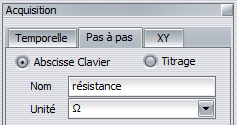 Acquisition
Temporelle Pas à pas XY
Abscisse Clavier Titrage
Nom résistance
Unité Ω